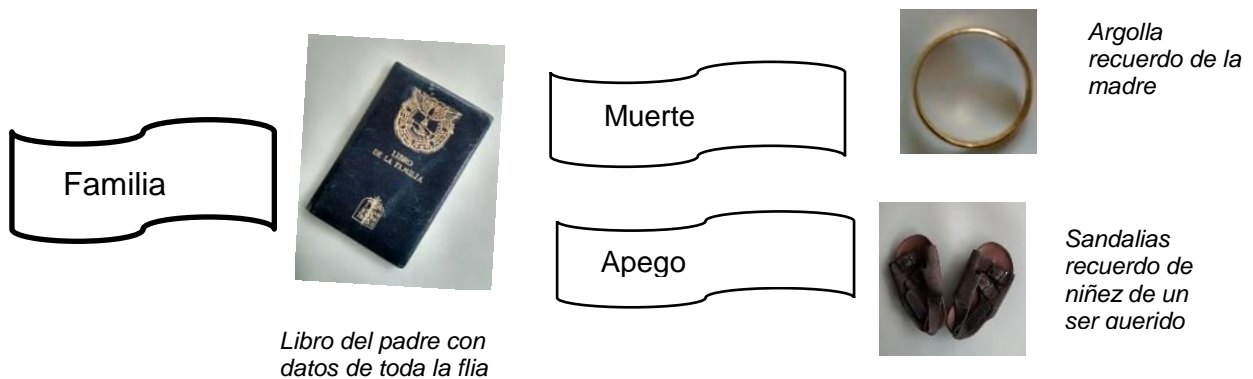 Familia
LIBRO
DE LA FAMILIA
Libro del padre con
datos de toda la flia
Muerte
Argolla
recuerdo de la
madre
Apego
Sandalias
recuerdo de
niñez de un
ser querido